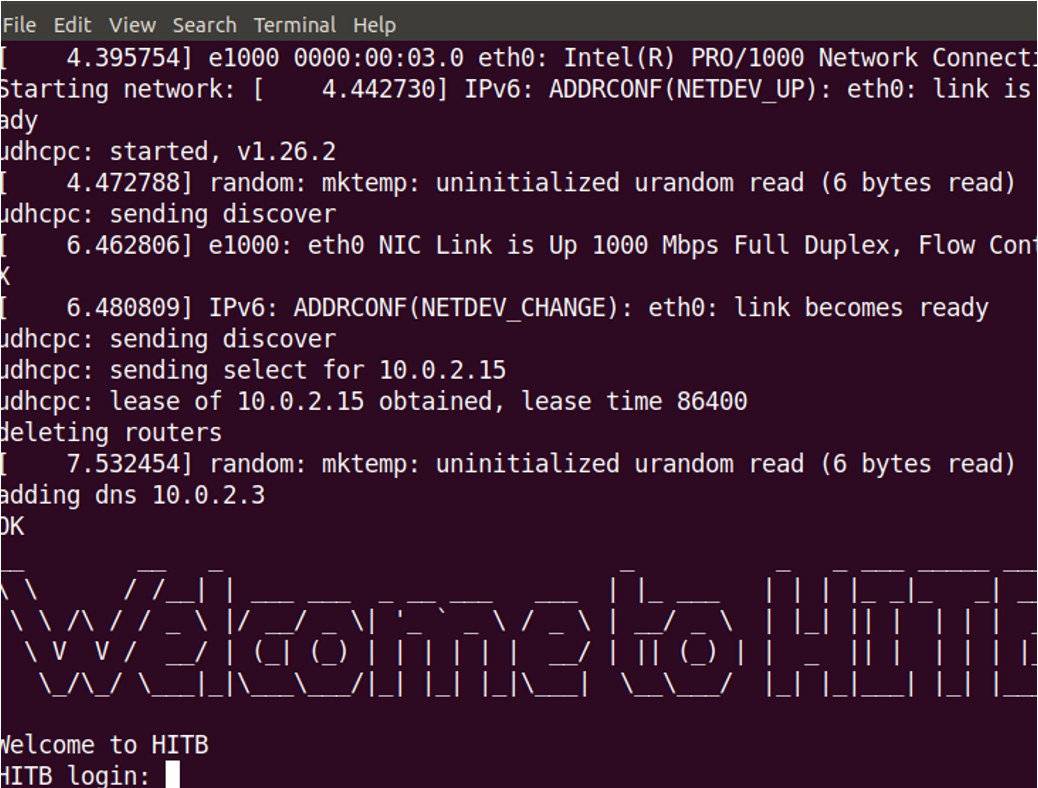 File Edit View Search Terminal Help
[    4.395754] e1000 0000:00:03.0 eth0: Intel(R) PRO/1000 Network Connecti
Starting network: [    4.442730] IPv6: ADDRCONF(NETDEV_UP): eth0: link is
ady
udhcpc: started, v1.26.2
[    4.472788] random: mktemp: uninitialized urandom read (6 bytes read)
udhcpc: sending discover
[    6.462806] e1000: eth0 NIC Link is Up 1000 Mbps Full Duplex, Flow Cont
X
[    6.480809] IPv6: ADDRCONF(NETDEV_CHANGE): eth0: link becomes ready
udhcpc: sending discover
udhcpc: sending select for 10.0.2.15
udhcpc: lease of 10.0.2.15 obtained, lease time 86400
deleting routers
[    7.532454] random: mktemp: uninitialized urandom read (6 bytes read)
adding dns 10.0.2.3
OK
Welcome to HITB
Welcome to HITB
HITB login: